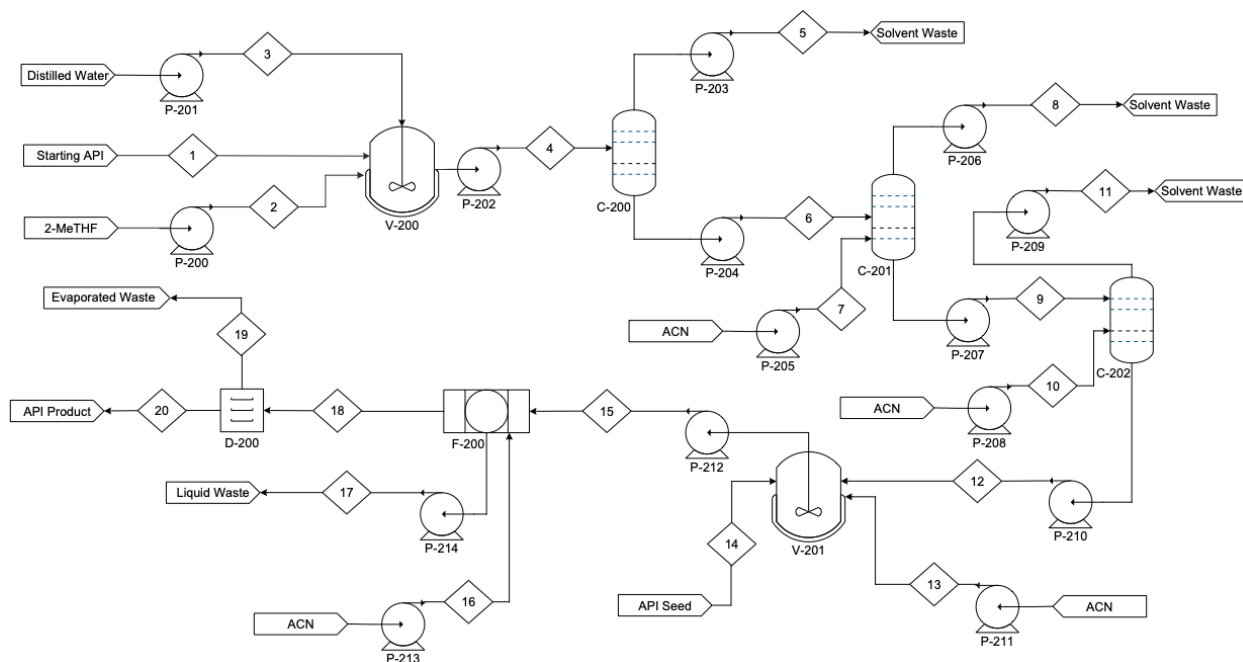 5
Solvent Waste
3
P-203
Distilled Water
P-201
8
Solvent Waste
Starting API
1
4
P-206
P-202
C-200
11
Solvent Waste
2
2-MeTHF
P-200
V-200
6
P-209
P-204
C-201
Evaporated Waste
7
9
19
ACN
P-205
P-207
C-202
10
API Product
20
18
15
ACN
D-200
F-200
P-212
P-208
Liquid Waste
17
12
P-214
14
V-201
P-210
16
13
API Seed
ACN
ACN
P-213
P-211